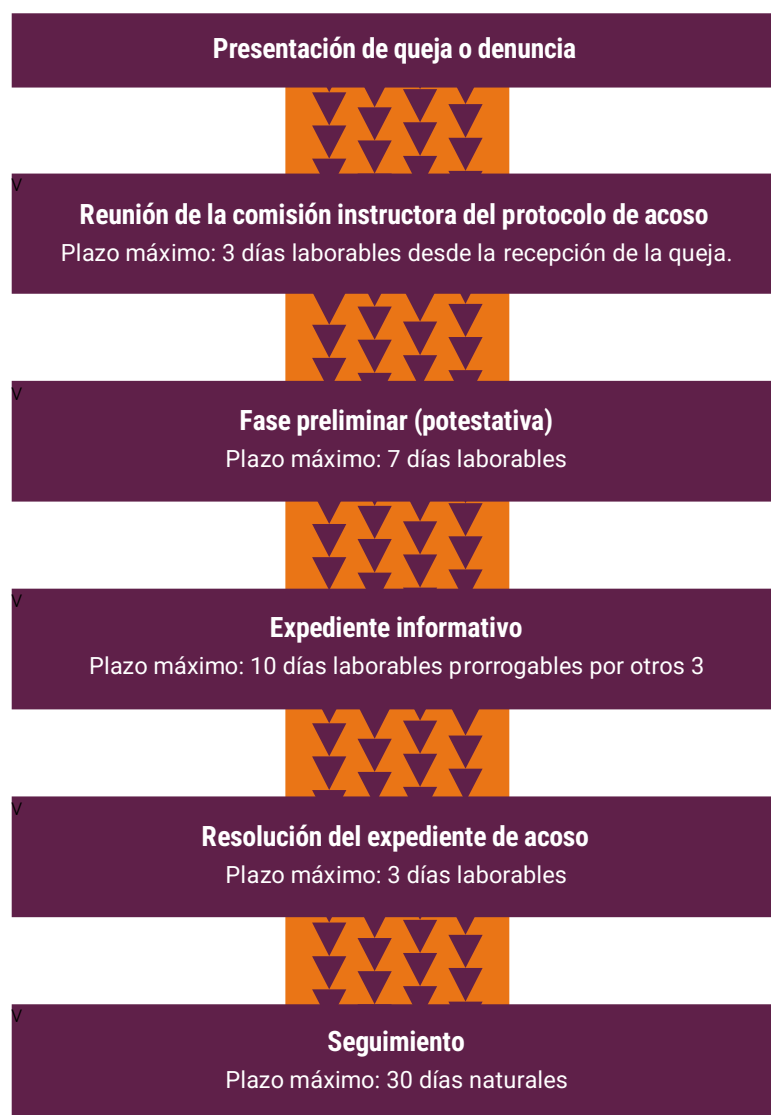 Presentación de queja o denuncia
V
Reunión de la comisión instructora del protocolo de acoso
Plazo máximo: 3 días laborables desde la recepción de la queja.
V
Fase preliminar (potestativa)
Plazo máximo: 7 días laborables
V
Expediente informativo
Plazo máximo: 10 días laborables prorrogables por otros 3
V
Resolución del expediente de acoso
Plazo máximo: 3 días laborables
V
Seguimiento
Plazo máximo: 30 días naturales